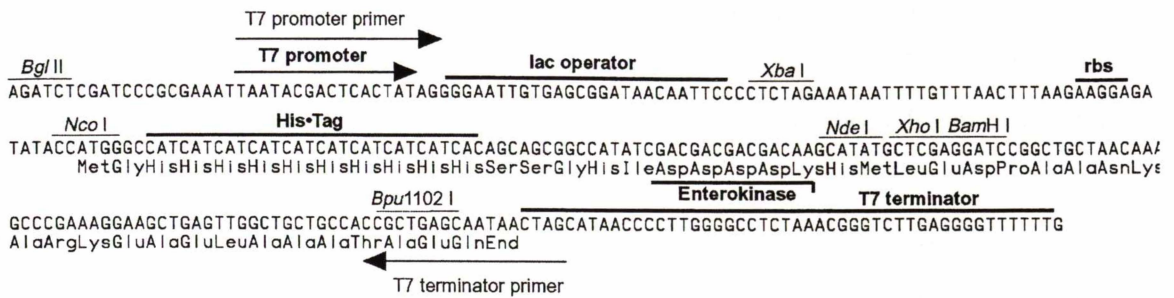 T7 promoter primer
Bgl II T7 promoter lac operator Xba I rbs
AGATCTCGATCCCGCGAAATTAATACGACTCACTATAGGGGAATTGTGAGCGGATAACAATTCCCCTCTAGAAATAATTTTGTTTAACTTTAAGAAGGAGA
Nco I His•Tag Nde I Xho I BamH I
TATACCATGGGCCATCATCATCATCATCATCATCATCATCACAGCAGCGGCCATATCGACGACGACGACAAGCATATGCTCGAGGATCCGGCTGCTAACAAA
MetGlyHisHisHisHisHisHisHisHisHisHisSerSerGlyHisIleAspAspAspAspLysHisMetLeuGluAspProAlaAlaAsnLys
Bpu1102 I Enterokinase T7 terminator
GCCCGAAAGGAAGCTGAGTTGGCTGCTGCCACCGCTGAGCAATAACTAGCATAACCCCTTGGGGCCTCTAAACGGGTCTTGAGGGGTTTTTTG
AlaArgLysGluAlaGluLeuAlaAlaAlaThrAlaGluGlnEnd
T7 terminator primer